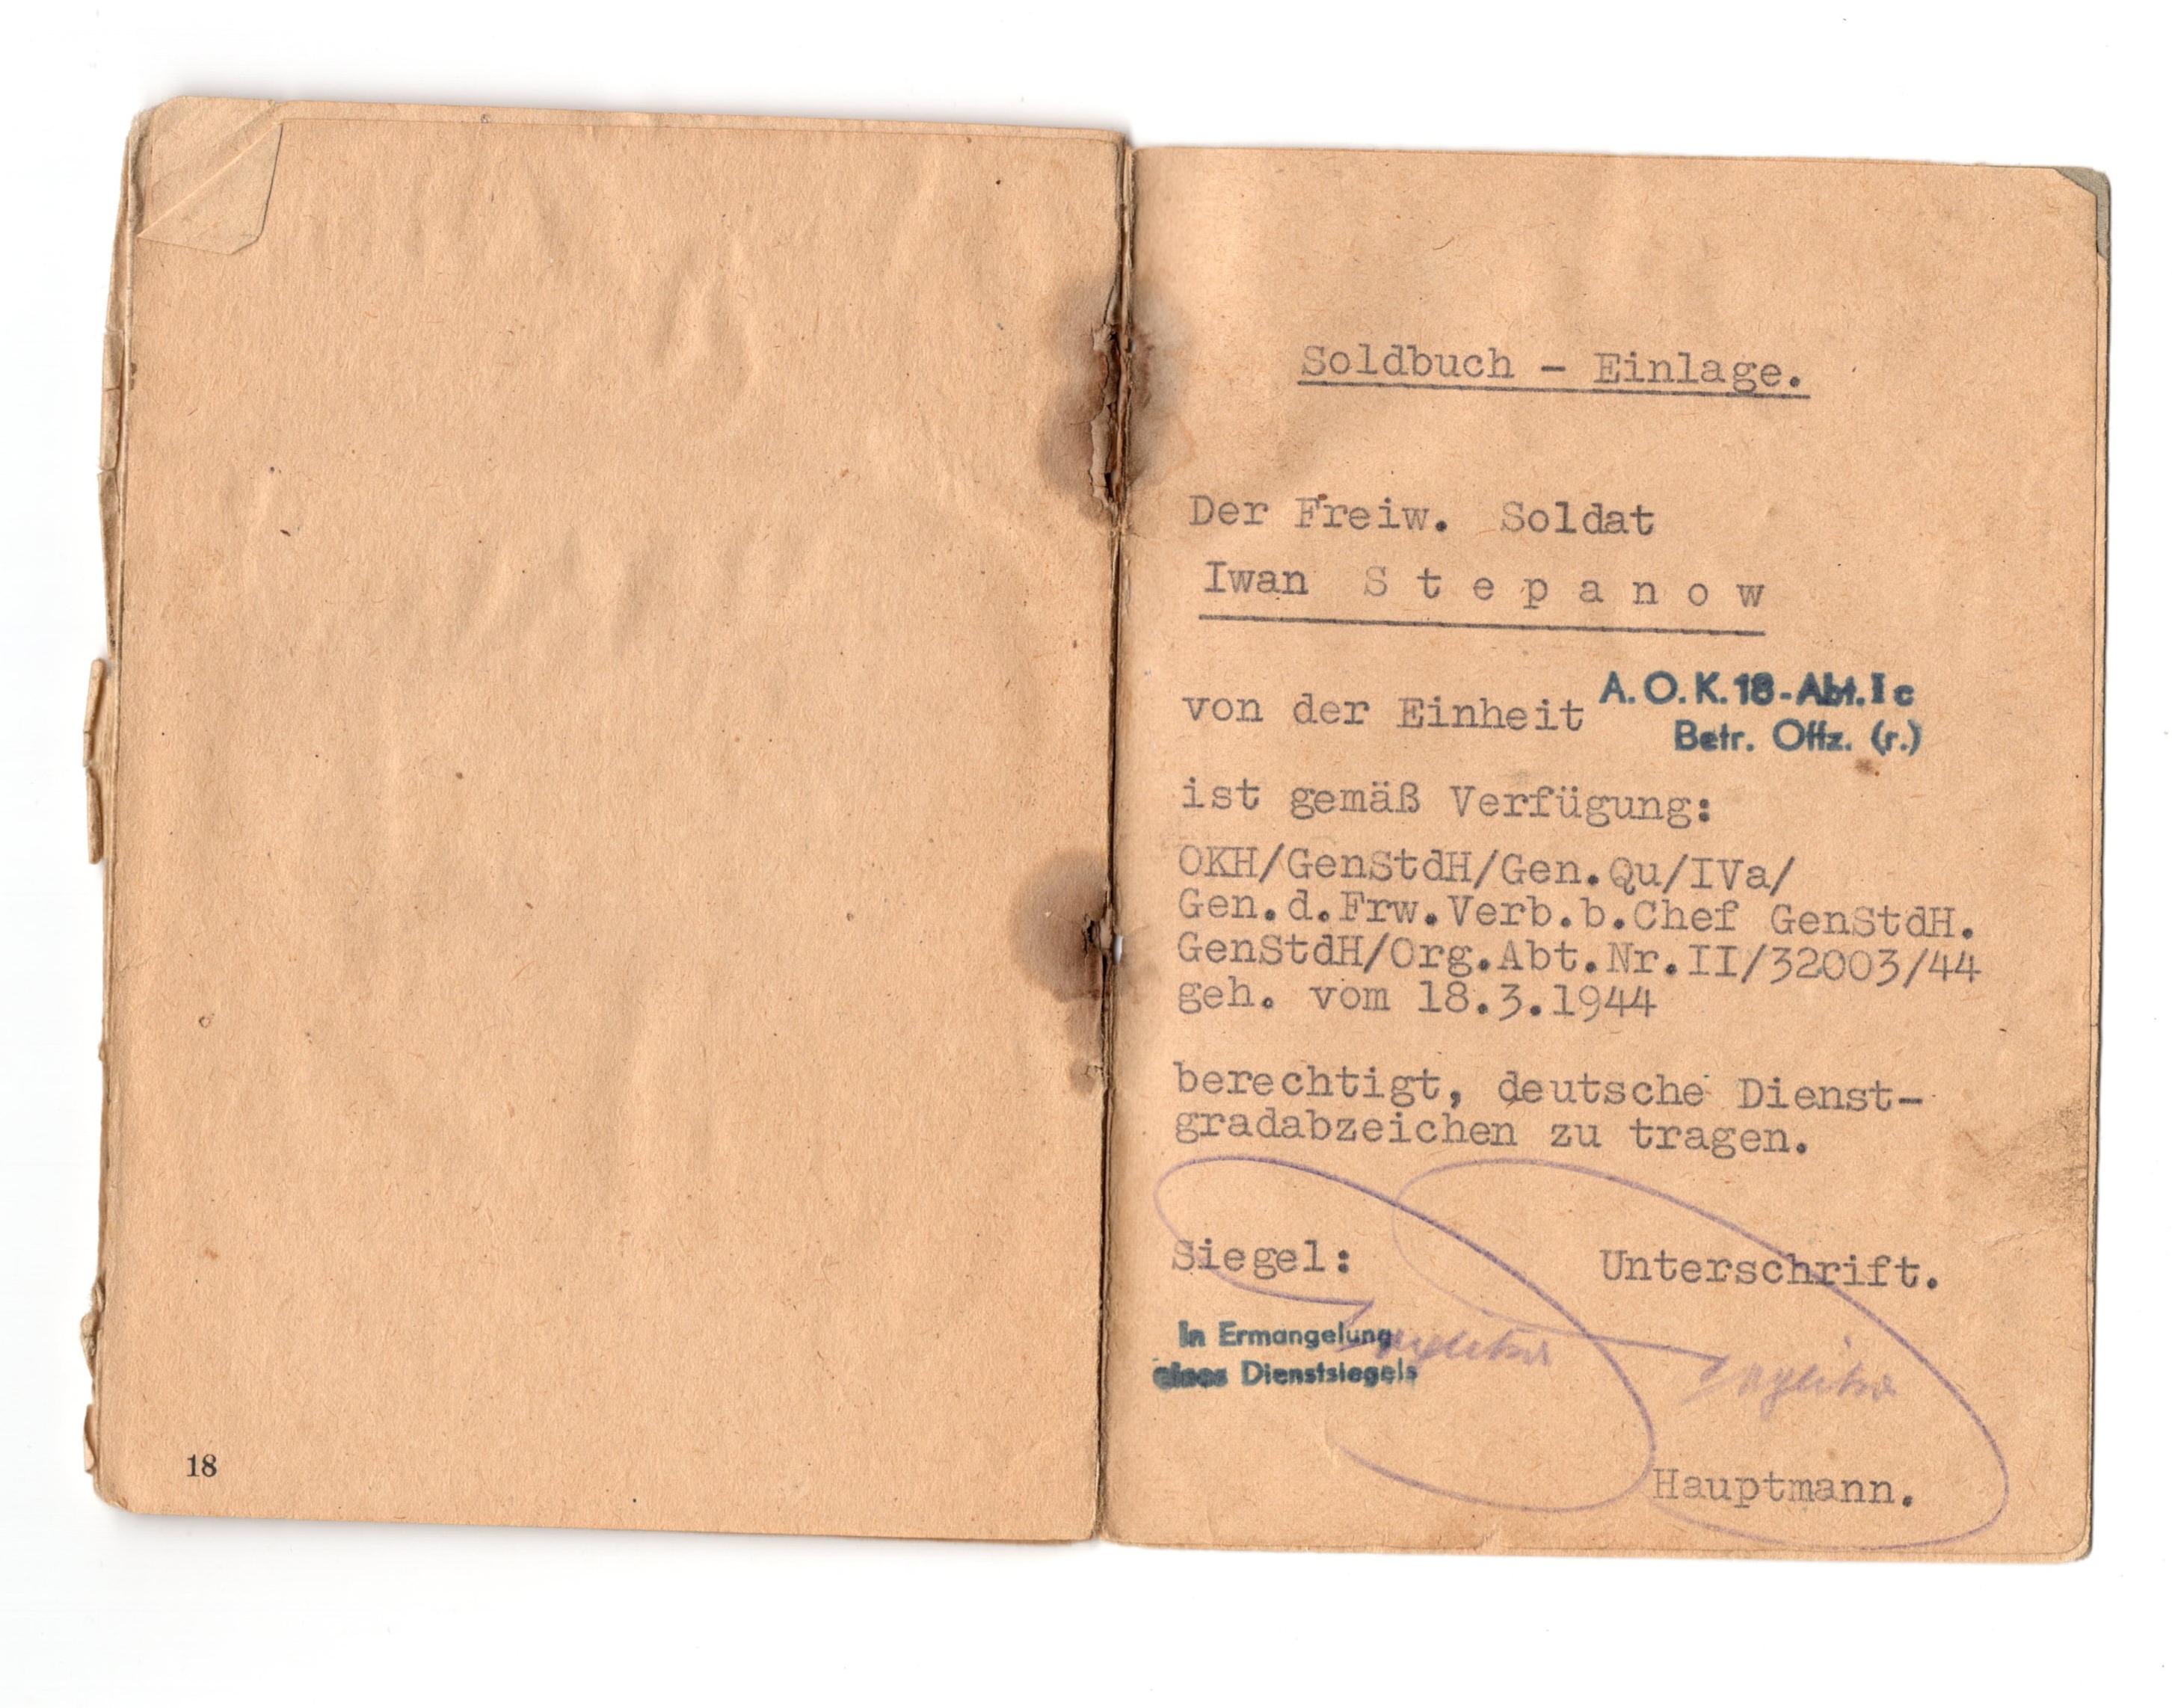 18
Soldbuch - Einlage.
Der Freiw. Soldat
Iwan S t e p a n o w
von der Einheit A.O.K.18-Abt.Ic
Betr. Offz. (r.)
ist gemäß Verfügung:
OKH/GenStdH/Gen.Qu/IVa/
Gen.d.Frw.Verb.b.Chef GenStdH.
GenStdH/Org.Abt.Nr.II/32003/44
geh. vom 18.3.1944
berechtigt, deutsche Dienst-
gradabzeichen zu tragen.
Siegel: Unterschrift.
In Ermangelung
eines Dienstsiegels
Hauptmann.